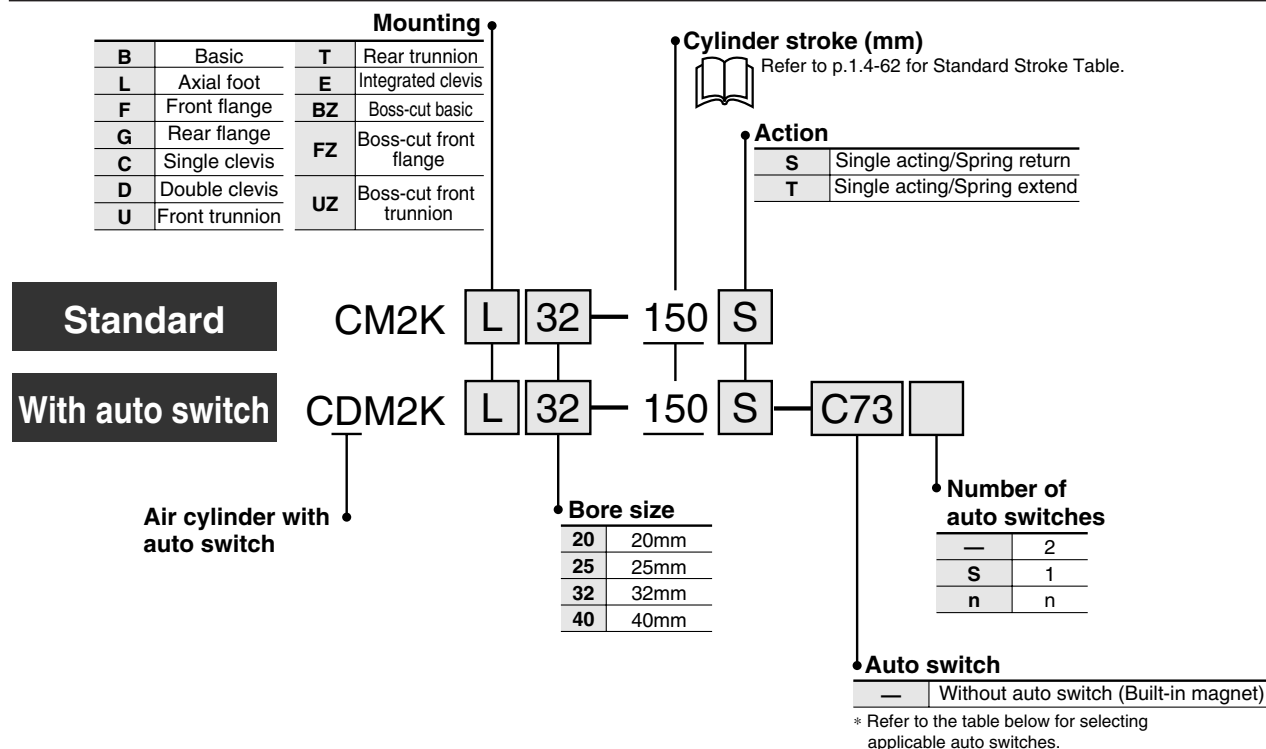 Mounting
B Basic T Rear trunnion
L Axial foot E Integrated clevis
F Front flange BZ Boss-cut basic
G Rear flange FZ Boss-cut front flange
C Single clevis
D Double clevis UZ Boss-cut front trunnion
U Front trunnion
Cylinder stroke (mm)
Refer to p.1.4-62 for Standard Stroke Table.
Action
S Single acting/Spring return
T Single acting/Spring extend
Standard CM2K L 32 — 150 S
With auto switch CDM2K L 32 — 150 S — C73
Air cylinder with
auto switch
Bore size
20 20mm
25 25mm
32 32mm
40 40mm
Number of
auto switches
— 2
S 1
n n
Auto switch
— Without auto switch (Built-in magnet)
* Refer to the table below for selecting
applicable auto switches.